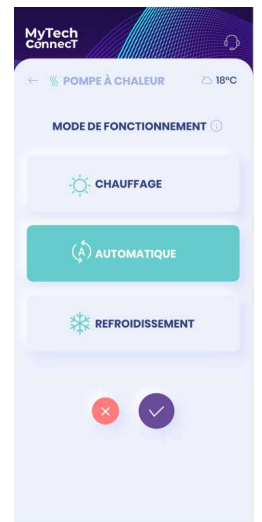 MyTech
ConnecT
POMPE À CHALEUR 18°C
MODE DE FONCTIONNEMENT
CHAUFFAGE
A AUTOMATIQUE
REFROIDISSEMENT